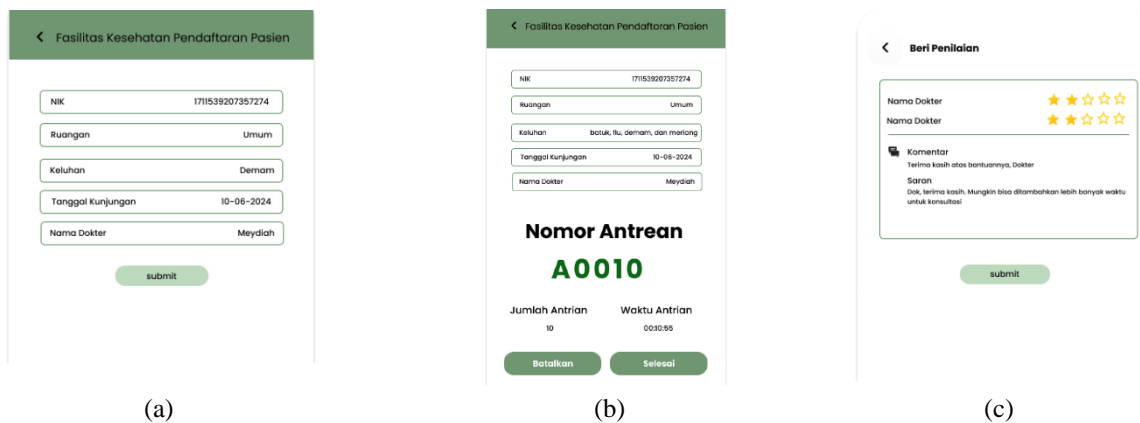 Fasilitas Kesehatan Pendaftaran Pasien
NIK 1711539207357274
Ruangan Umum
Keluhan Demam
Tanggal Kunjungan 10-06-2024
Nama Dokter Meydiah
submit
(a)
Fasilitas Kesehatan Pendaftaran Pasien
NIK 1711539207357274
Ruangan Umum
Keluhan batuk, flu, demam, dan meriang
Tanggal Kunjungan 10-06-2024
Nama Dokter Meydiah
Nomor Antrean
A0010
Jumlah Antrian Waktu Antrian
10 00:10:55
Batalkan Selesai
(b)
Beri Penilaian
Nama Dokter
Nama Dokter
Komentar
Terima kasih atas bantuannya, Dokter
Saran
Dok, terima kasih. Mungkin bisa ditambahkan lebih banyak waktu
untuk konsultasi
submit
(c)